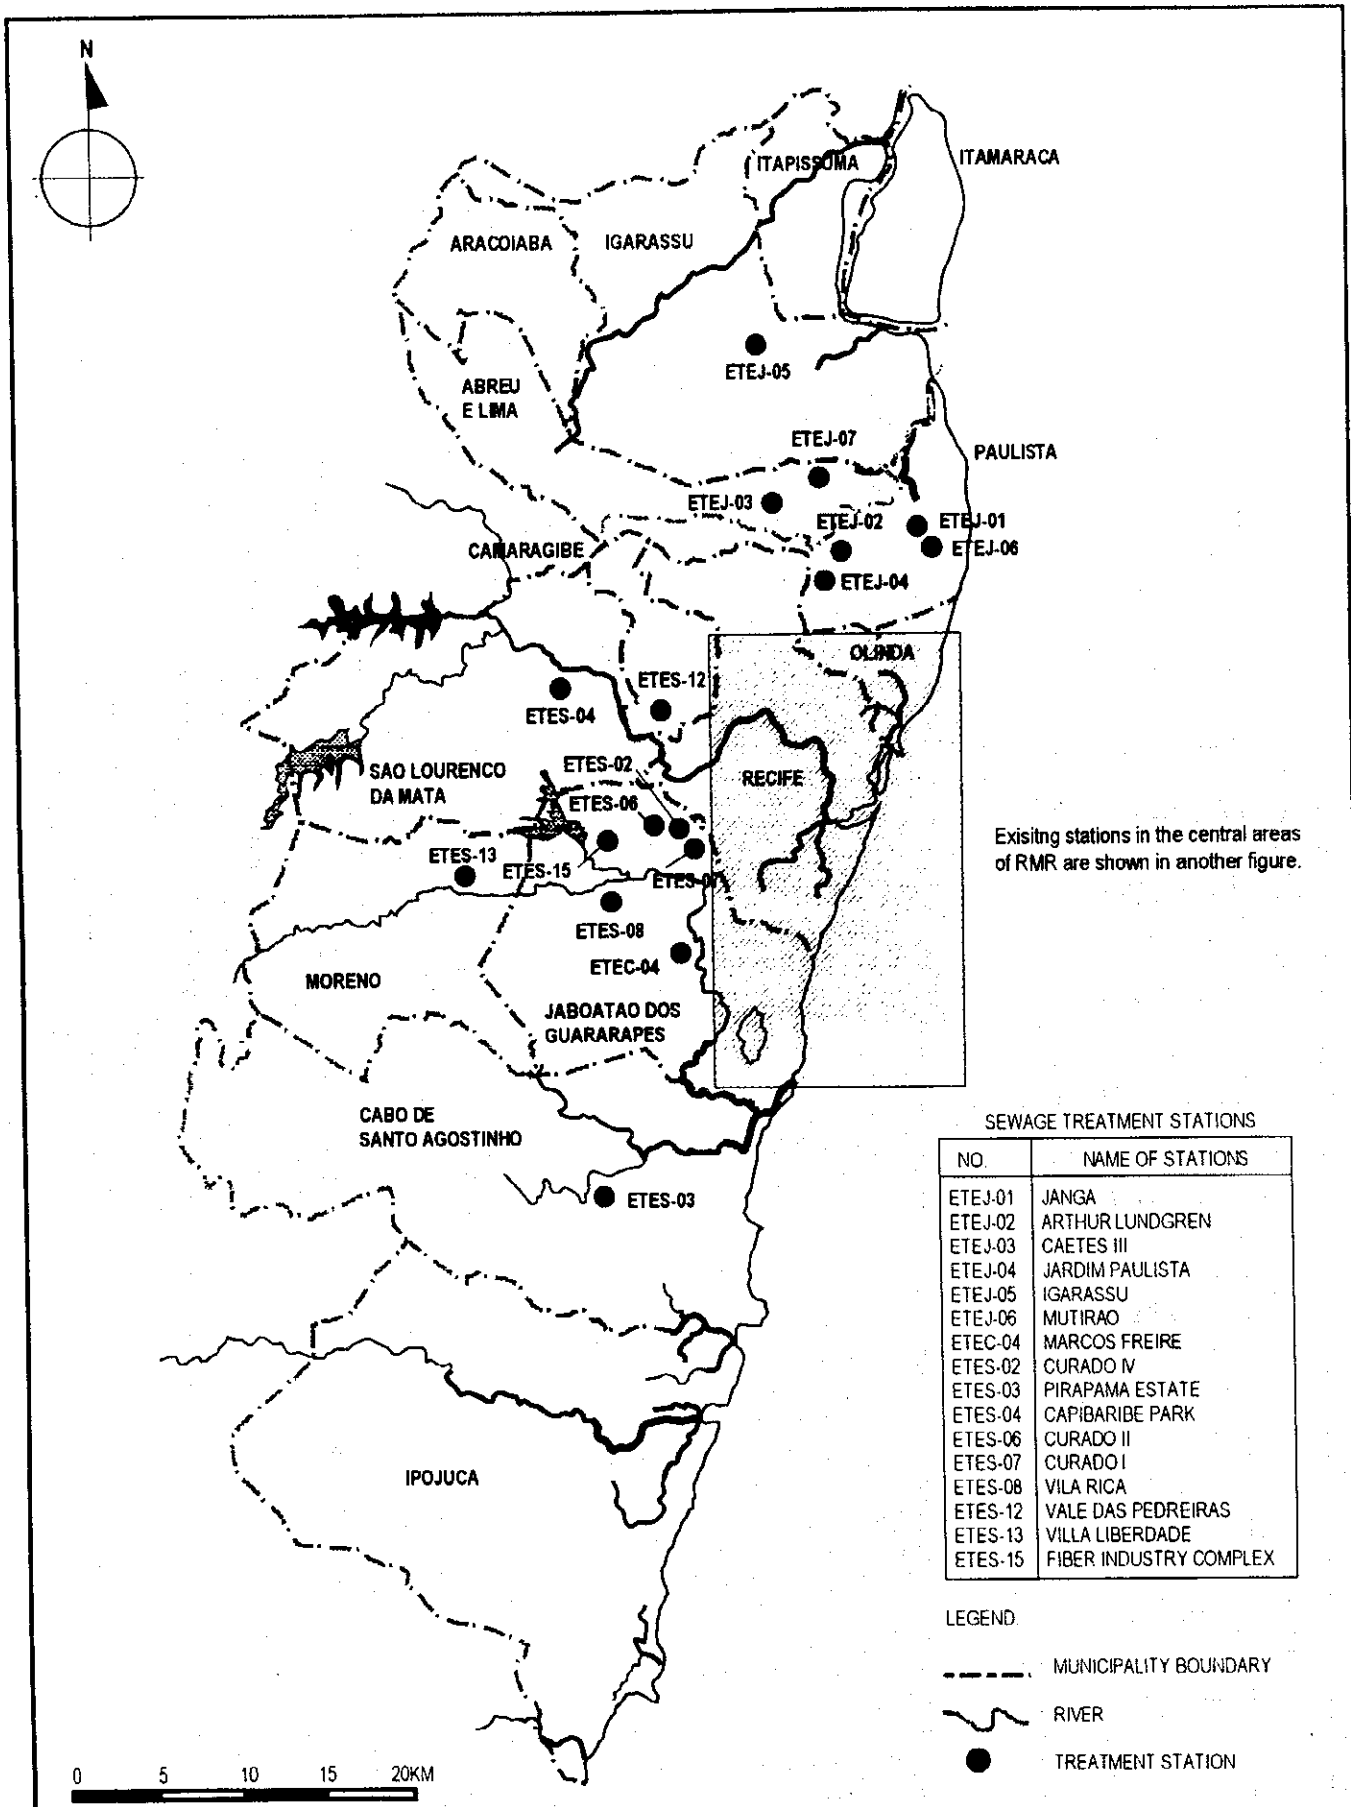 N
ITAPISSUMA
ITAMARACA
ARACOIABA
IGARASSU
ETEJ-05
ABREU
E LIMA
ETEJ-07
PAULISTA
ETEJ-03
ETEJ-02
ETEJ-01
CAMARAGIBE
ETEJ-06
ETEJ-04
OLINDA
ETES-12
ETES-04
ETES-02
RECIFE
SAO LOURENCO
DA MATA
ETES-06
Exisitng stations in the central areas
of RMR are shown in another figure.
ETES-13
ETES-15
ETES-07
ETES-08
ETEC-04
MORENO
JABOATAO DOS
GUARARAPES
CABO DE
SANTO AGOSTINHO
ETES-03
IPOJUCA
SEWAGE TREATMENT STATIONS
NO. NAME OF STATIONS
ETEJ-01 JANGA
ETEJ-02 ARTHUR LUNDGREN
ETEJ-03 CAETES III
ETEJ-04 JARDIM PAULISTA
ETEJ-05 IGARASSU
ETEJ-06 MUTIRAO
ETEC-04 MARCOS FREIRE
ETES-02 CURADO IV
ETES-03 PIRAPAMA ESTATE
ETES-04 CAPIBARIBE PARK
ETES-06 CURADO II
ETES-07 CURADO I
ETES-08 VILA RICA
ETES-12 VALE DAS PEDREIRAS
ETES-13 VILLA LIBERDADE
ETES-15 FIBER INDUSTRY COMPLEX
LEGEND
MUNICIPALITY BOUNDARY
RIVER
TREATMENT STATION
0 5 10 15 20KM